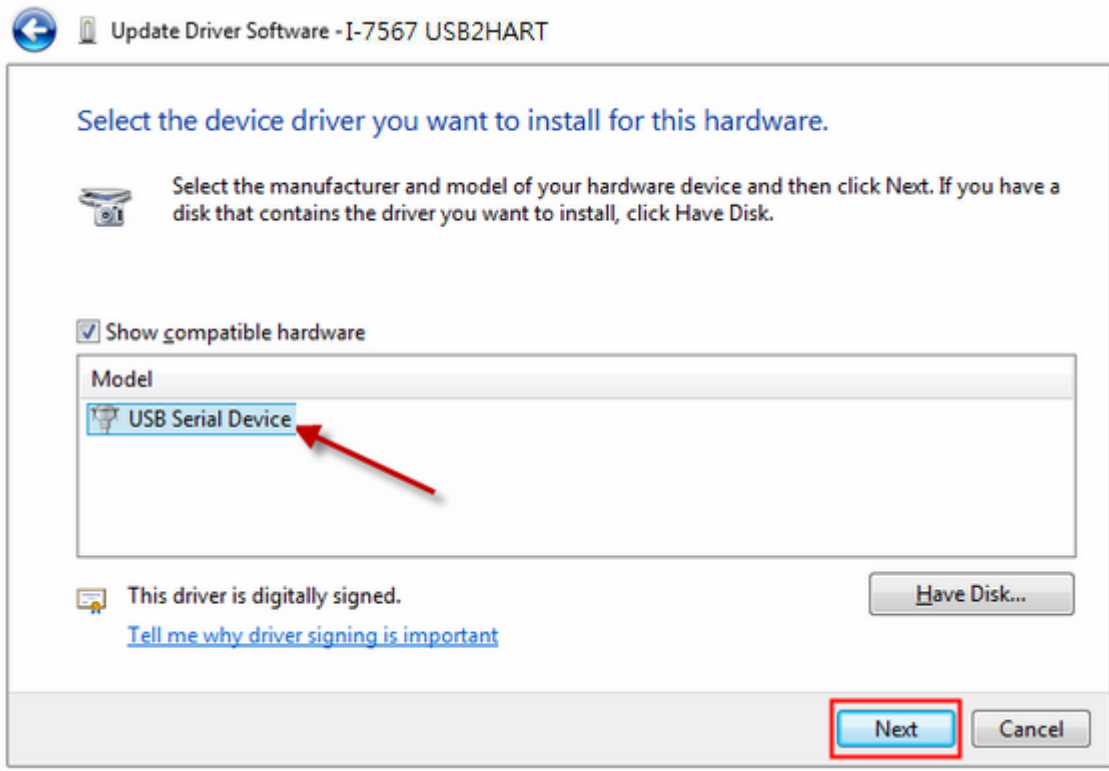 Update Driver Software - I-7567 USB2HART
Select the device driver you want to install for this hardware.
Select the manufacturer and model of your hardware device and then click Next. If you have a
disk that contains the driver you want to install, click Have Disk.
Show compatible hardware
Model
USB Serial Device
This driver is digitally signed.
Have Disk...
Tell me why driver signing is important
Next
Cancel